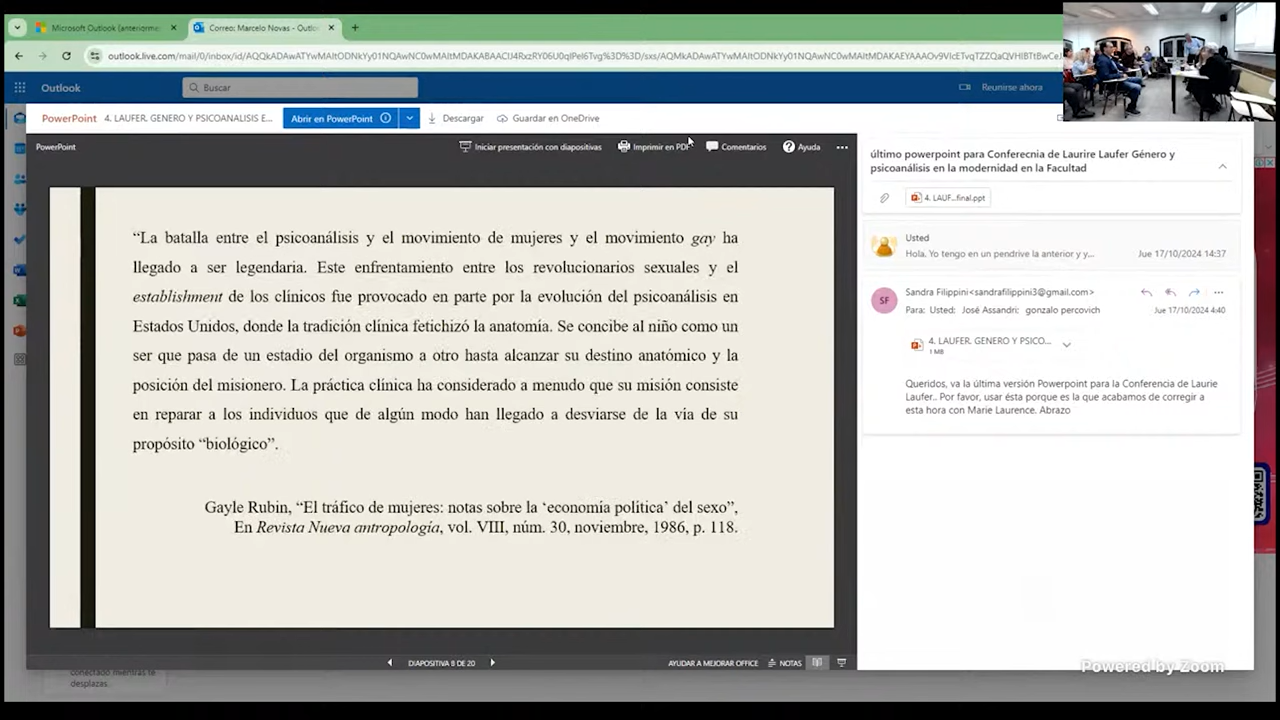 Microsoft Outlook (anteriorme
Correo: Marcelo Novas - Outlo
Outlook
Buscar
Reunirse ahora
PowerPoint
4. LAUFER. GENERO Y PSICOANALISIS E...
Abrir en PowerPoint
Descargar
Guardar en OneDrive
PowerPoint
Iniciar presentación con diapositivas
Imprimir en PDF
Comentarios
Ayuda
“La batalla entre el psicoanálisis y el movimiento de mujeres y el movimiento gay ha
llegado a ser legendaria. Este enfrentamiento entre los revolucionarios sexuales y el
establishment de los clínicos fue provocado en parte por la evolución del psicoanálisis en
Estados Unidos, donde la tradición clínica fetichizó la anatomía. Se concibe al niño como un
ser que pasa de un estadio del organismo a otro hasta alcanzar su destino anatómico y la
posición del misionero. La práctica clínica ha considerado a menudo que su misión consiste
en reparar a los individuos que de algún modo han llegado a desviarse de la vía de su
propósito “biológico”.
Gayle Rubin, “El tráfico de mujeres: notas sobre la ‘economía política’ del sexo”,
En Revista Nueva antropología, vol. VIII, núm. 30, noviembre, 1986, p. 118.
DIAPOSITIVA 8 DE 20
AYUDAR A MEJORAR OFFICE
NOTAS
último powerpoint para Conferecnia de Laurire Laufer Género y
psicoanálisis en la modernidad en la Facultad
4. LAUF...final.ppt
Usted
Hola, Yo tengo en un pendrive la anterior y y...
Jue 17/10/2024 14:37
SF
Sandra Filippini<sandrafilippini3@gmail.com>
Para: Usted; José Assandri; gonzalo percovich
Jue 17/10/2024 4:40
4. LAUFER. GENERO Y PSICO...
1 MB
Queridos, va la última versión Powerpoint para la Conferencia de Laurie
Laufer.. Por favor, usar ésta porque es la que acabamos de corregir a
esta hora con Marie Laurence. Abrazo
conectado mientras te
desplazas.
Powered by Zoom